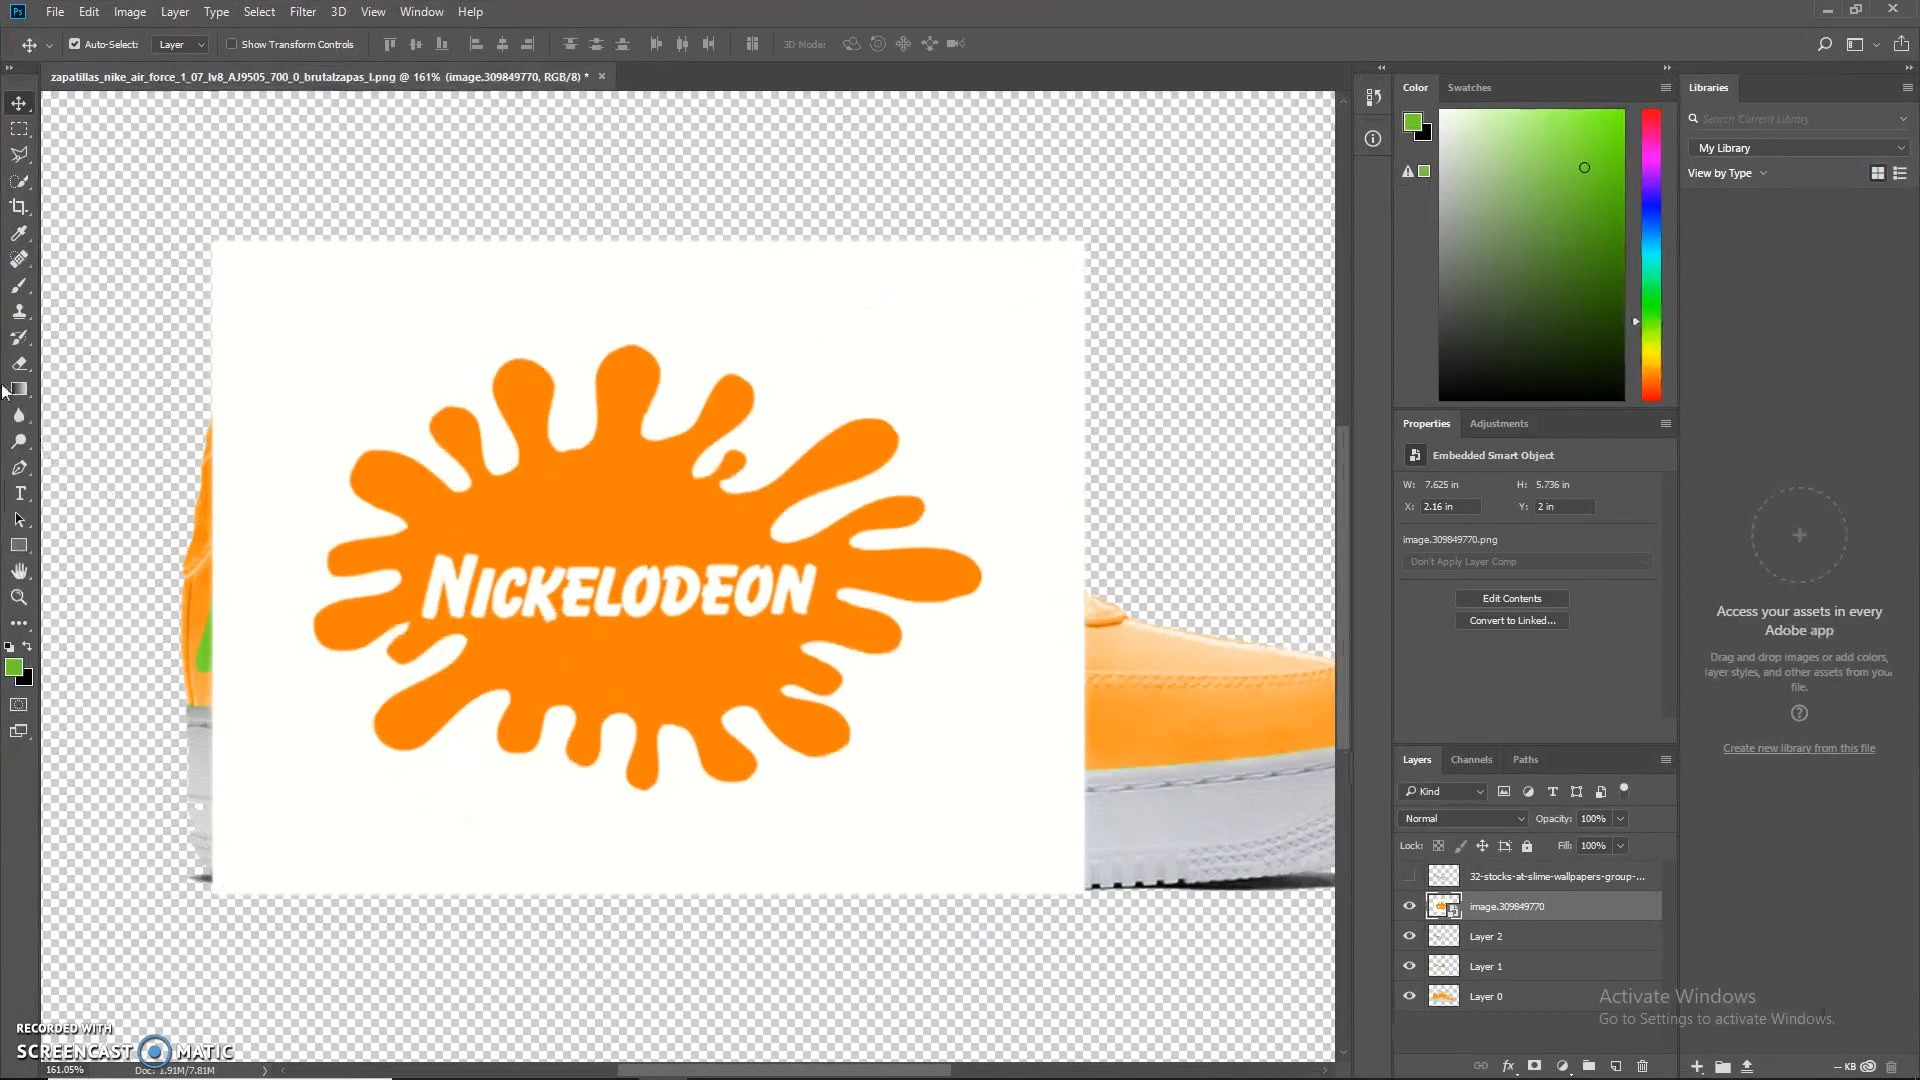 Ps File Edit Image Layer Type Select Filter 3D View Window Help
Auto-Select: Layer Show Transform Controls 3D Mode:
zapatillas_nike_air_force_1_07_lv8_AJ9505_700_0_brutalzapas_l.png @ 161% (image.309849770, RGB/8) * ×
Color Swatches
Libraries
Search Current Library
My Library
View by Type
NICKELODEON
Properties Adjustments
Embedded Smart Object
W: 7.625 in H: 5.736 in
X: 2.16 in Y: 2 in
image.309849770.png
Don't Apply Layer Comp
Edit Contents
Convert to Linked...
Access your assets in every
Adobe app
Drag and drop images or add colors,
layer styles, and other assets from your
file.
Create new library from this file
Layers Channels Paths
Kind
Normal Opacity: 100%
Lock: Fill: 100%
32-stocks-at-slime-wallpapers-group-...
image.309849770
Layer 2
Layer 1
Layer 0
Activate Windows
Go to Settings to activate Windows.
RECORDED WITH
SCREENCAST MATIC
161.05% Doc: 1.91M/7.81M
-- KB